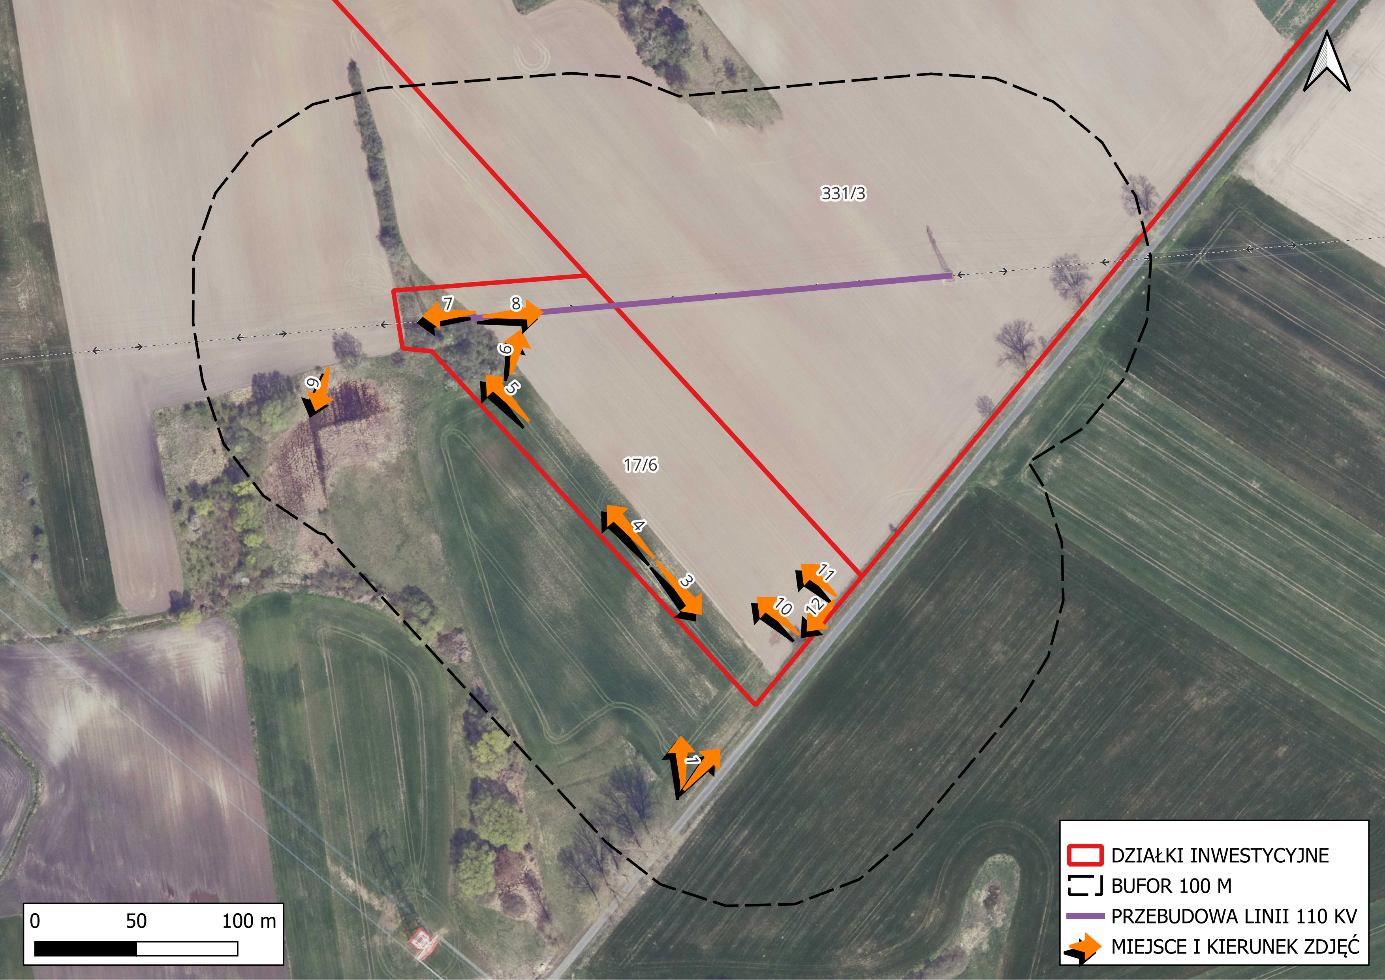 331/3
7
8
6
5
9
17/6
4
3
11
10
12
1
DZIAŁKI INWESTYCYJNE
BUFOR 100 M
PRZEBUDOWA LINII 110 KV
MIEJSCE I KIERUNEK ZDJĘĆ
0 50 100 m